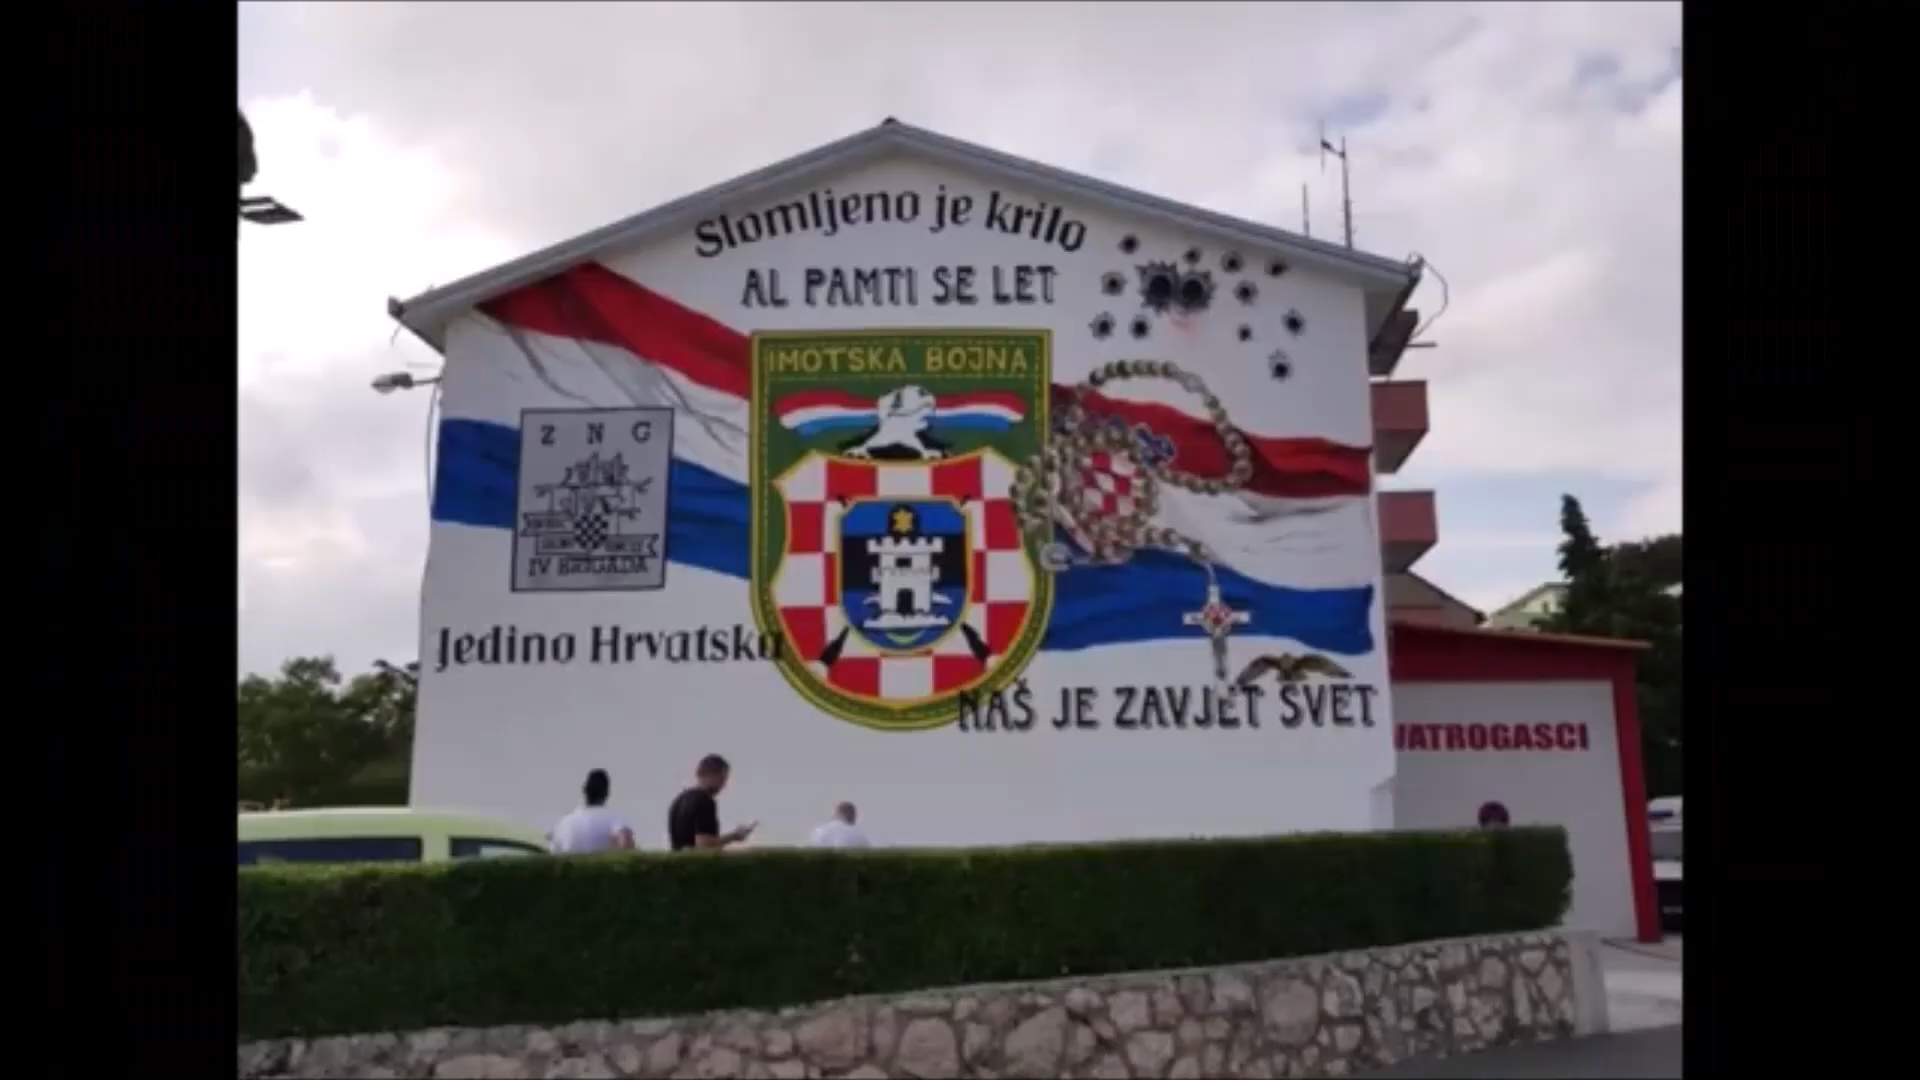 Slomljeno je krilo
AL PAMTI SE LET
IMOTSKA BOJNA
Z N G
IV BRIGADA
Jedino Hrvatska
NAŠ JE ZAVJET SVET
VATROGASCI